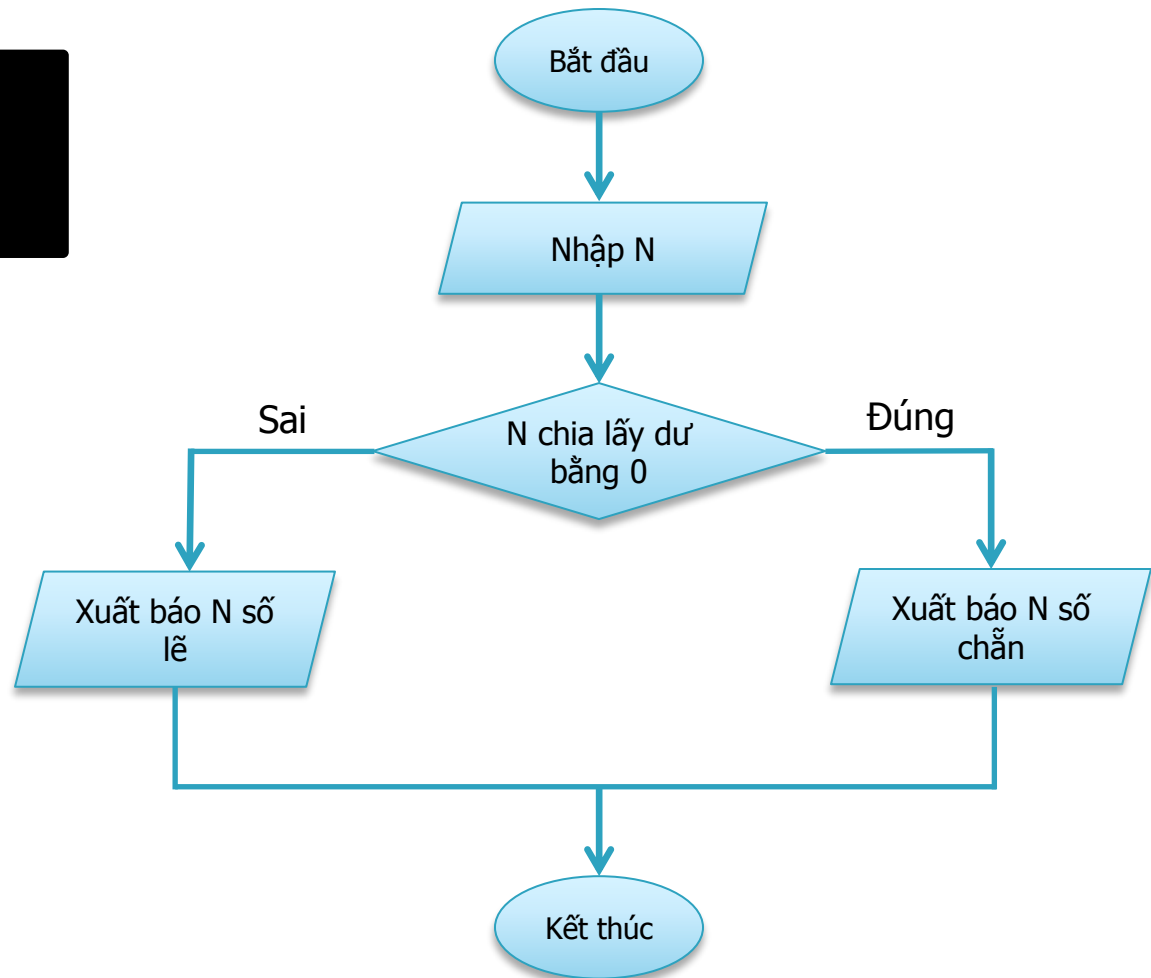 Bắt đầu
Nhập N
Sai
Đúng
N chia lấy dư
bằng 0
Xuất báo N số
lẽ
Xuất báo N số
chẵn
Kết thúc